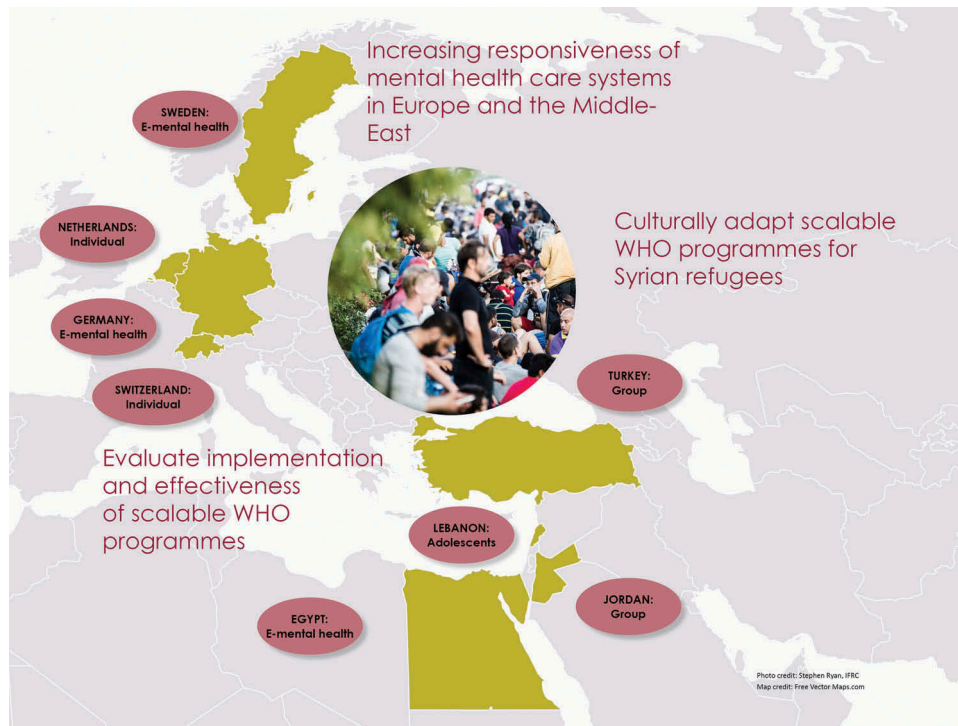 Increasing responsiveness of
mental health care systems
in Europe and the Middle-
East
SWEDEN:
E-mental health
NETHERLANDS:
Individual
Culturally adapt scalable
WHO programmes for
Syrian refugees
GERMANY:
E-mental health
SWITZERLAND:
Individual
TURKEY:
Group
Evaluate implementation
and effectiveness
of scalable WHO
programmes
LEBANON:
Adolescents
JORDAN:
Group
EGYPT:
E-mental health
Photo credit: Stephen Ryan, IFRC
Map credit: Free Vector Maps.com